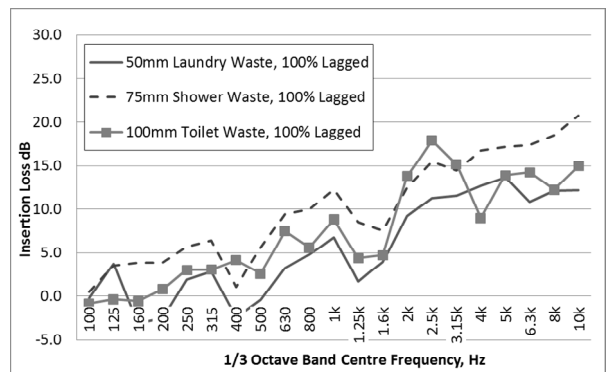 30.0
25.0
20.0
15.0
10.0
5.0
0.0
-5.0
Insertion Loss dB
50mm Laundry Waste, 100% Lagged
75mm Shower Waste, 100% Lagged
100mm Toilet Waste, 100% Lagged
100
125
160
200
250
315
400
500
630
800
1k
1.25k
1.6k
2k
2.5k
3.15k
4k
5k
6.3k
8k
10k
1/3 Octave Band Centre Frequency, Hz